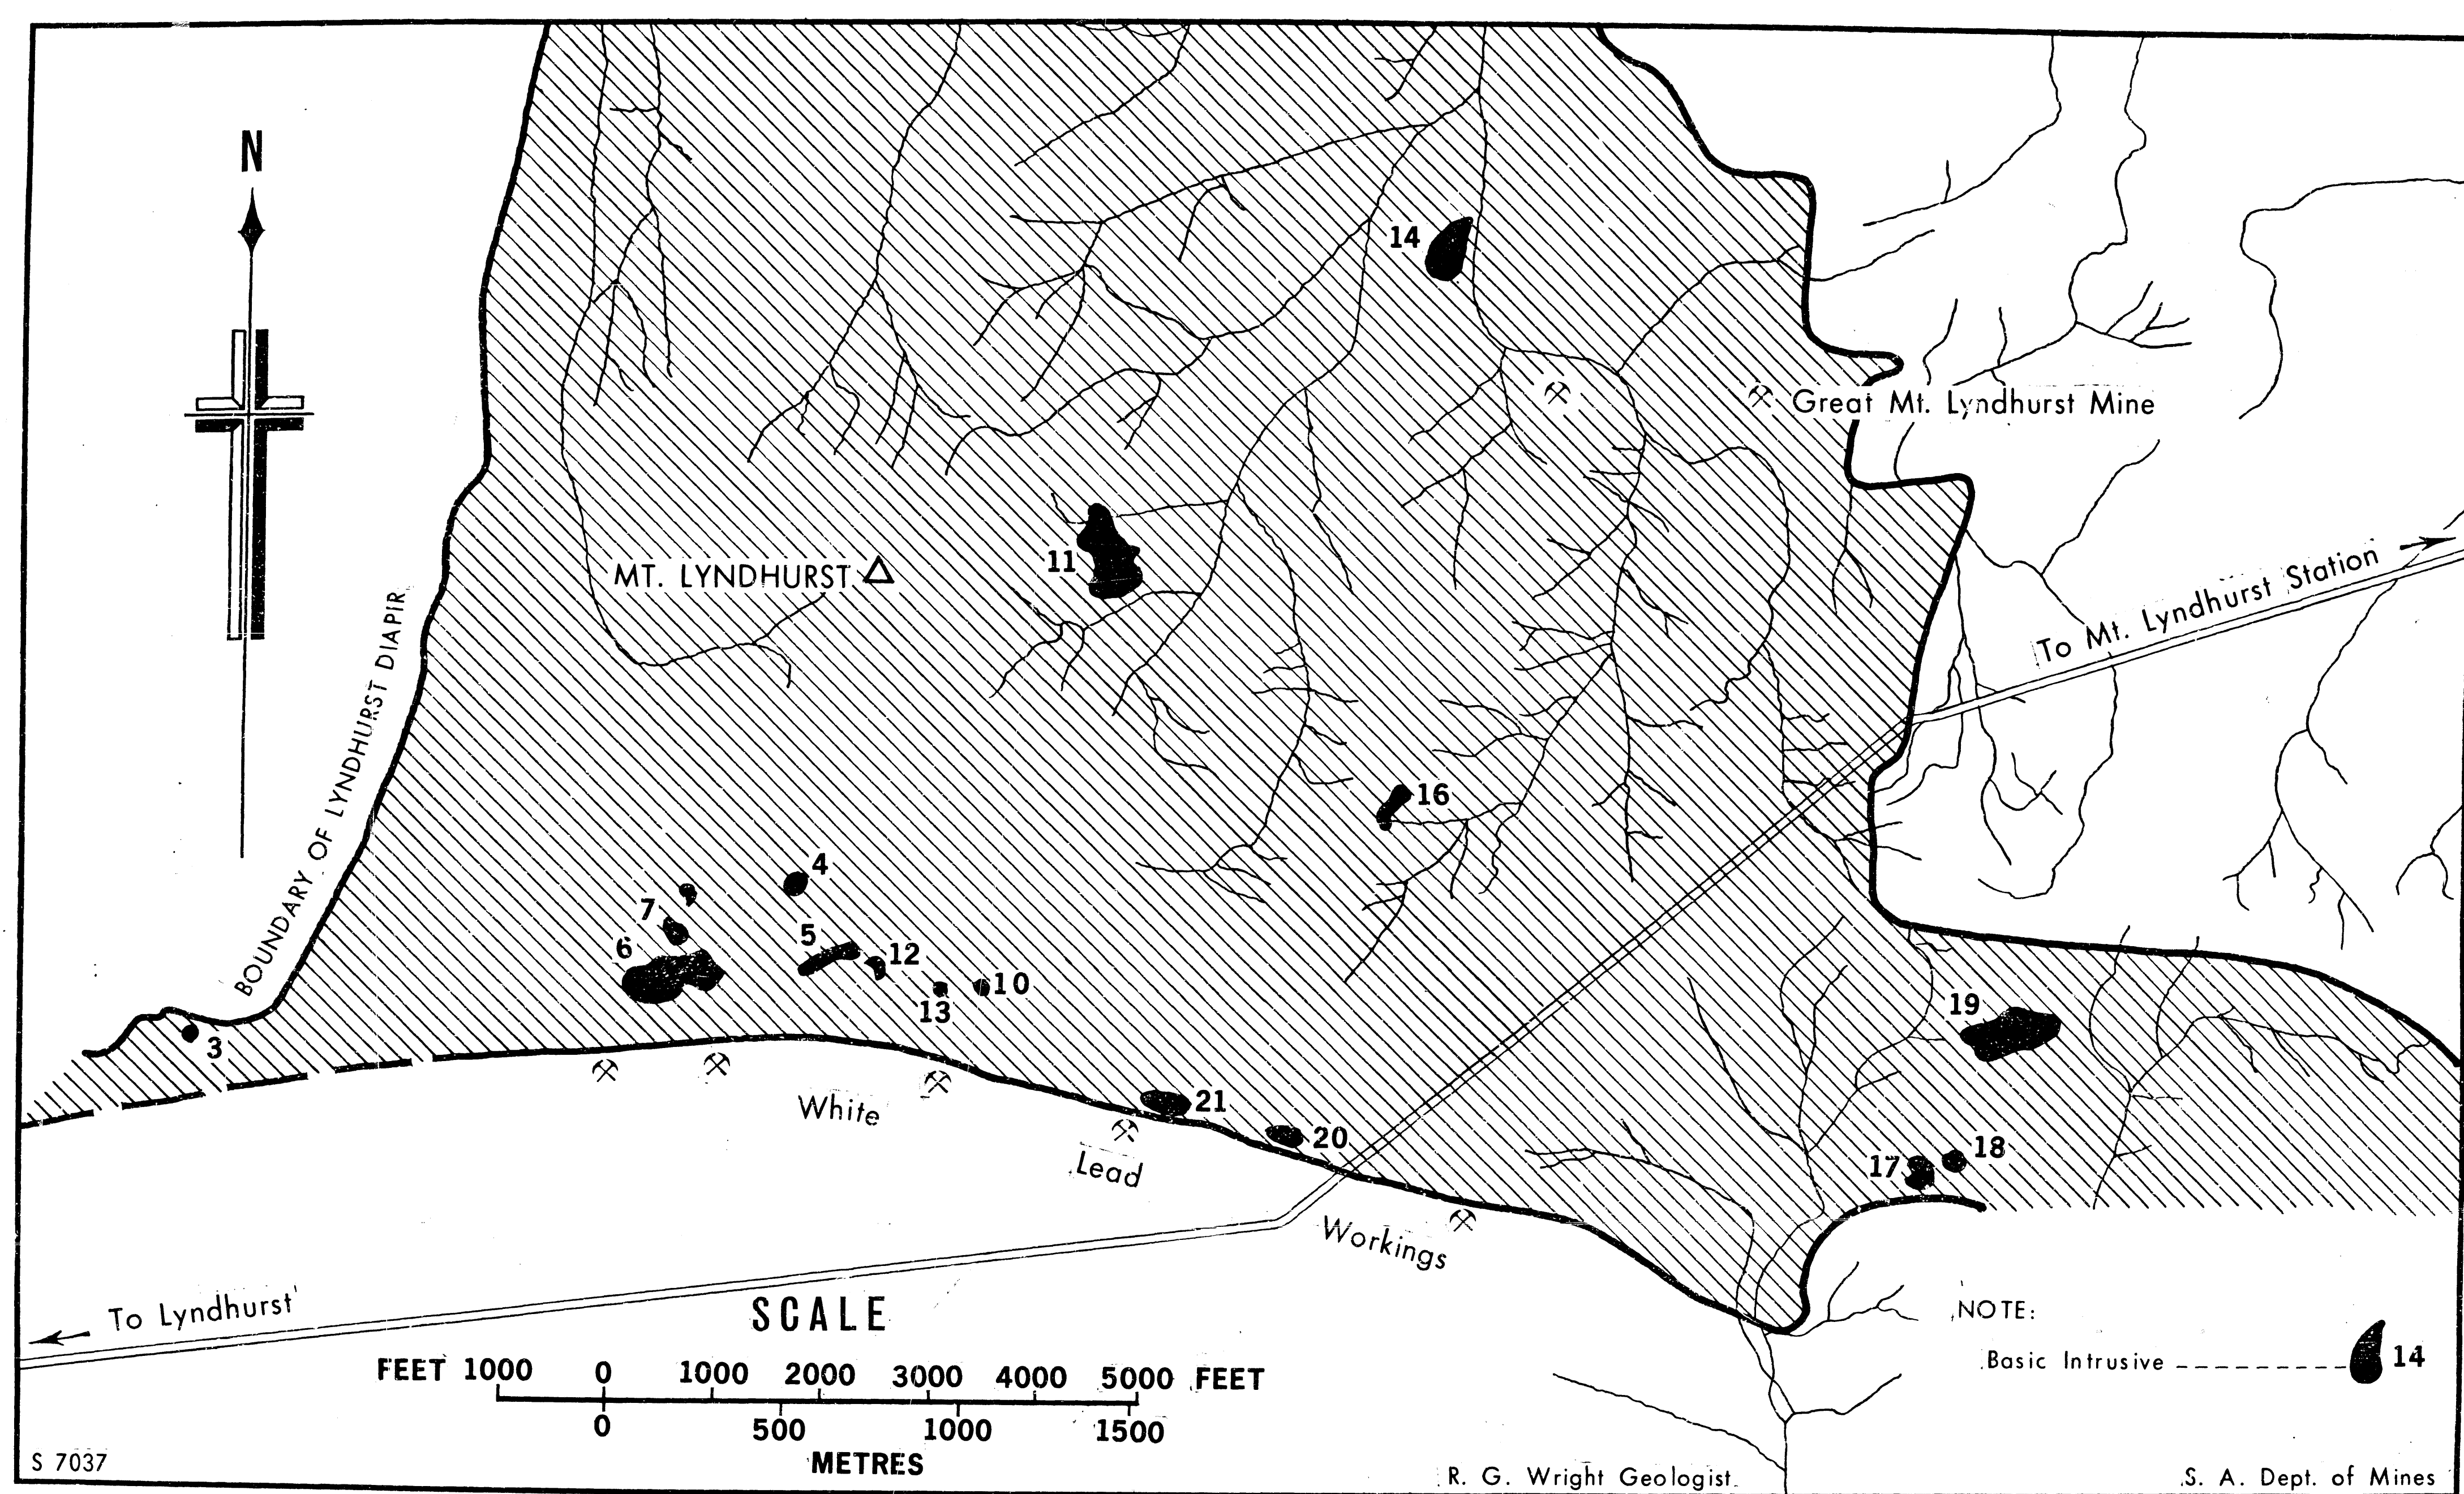 N
14
Great Mt. Lyndhurst Mine
11
MT. LYNDHURST
To Mt. Lyndhurst Station
BOUNDARY OF LYNDHURST DIAPIR
16
4
7
5
6
12
10
13
3
19
21
20
18
17
White
Lead
Workings
To Lyndhurst
SCALE
FEET 1000 0 1000 2000 3000 4000 5000 FEET
0 500 1000 1500
METRES
NOTE:
Basic Intrusive 14
S 7037
R. G. Wright Geologist
S. A. Dept. of Mines